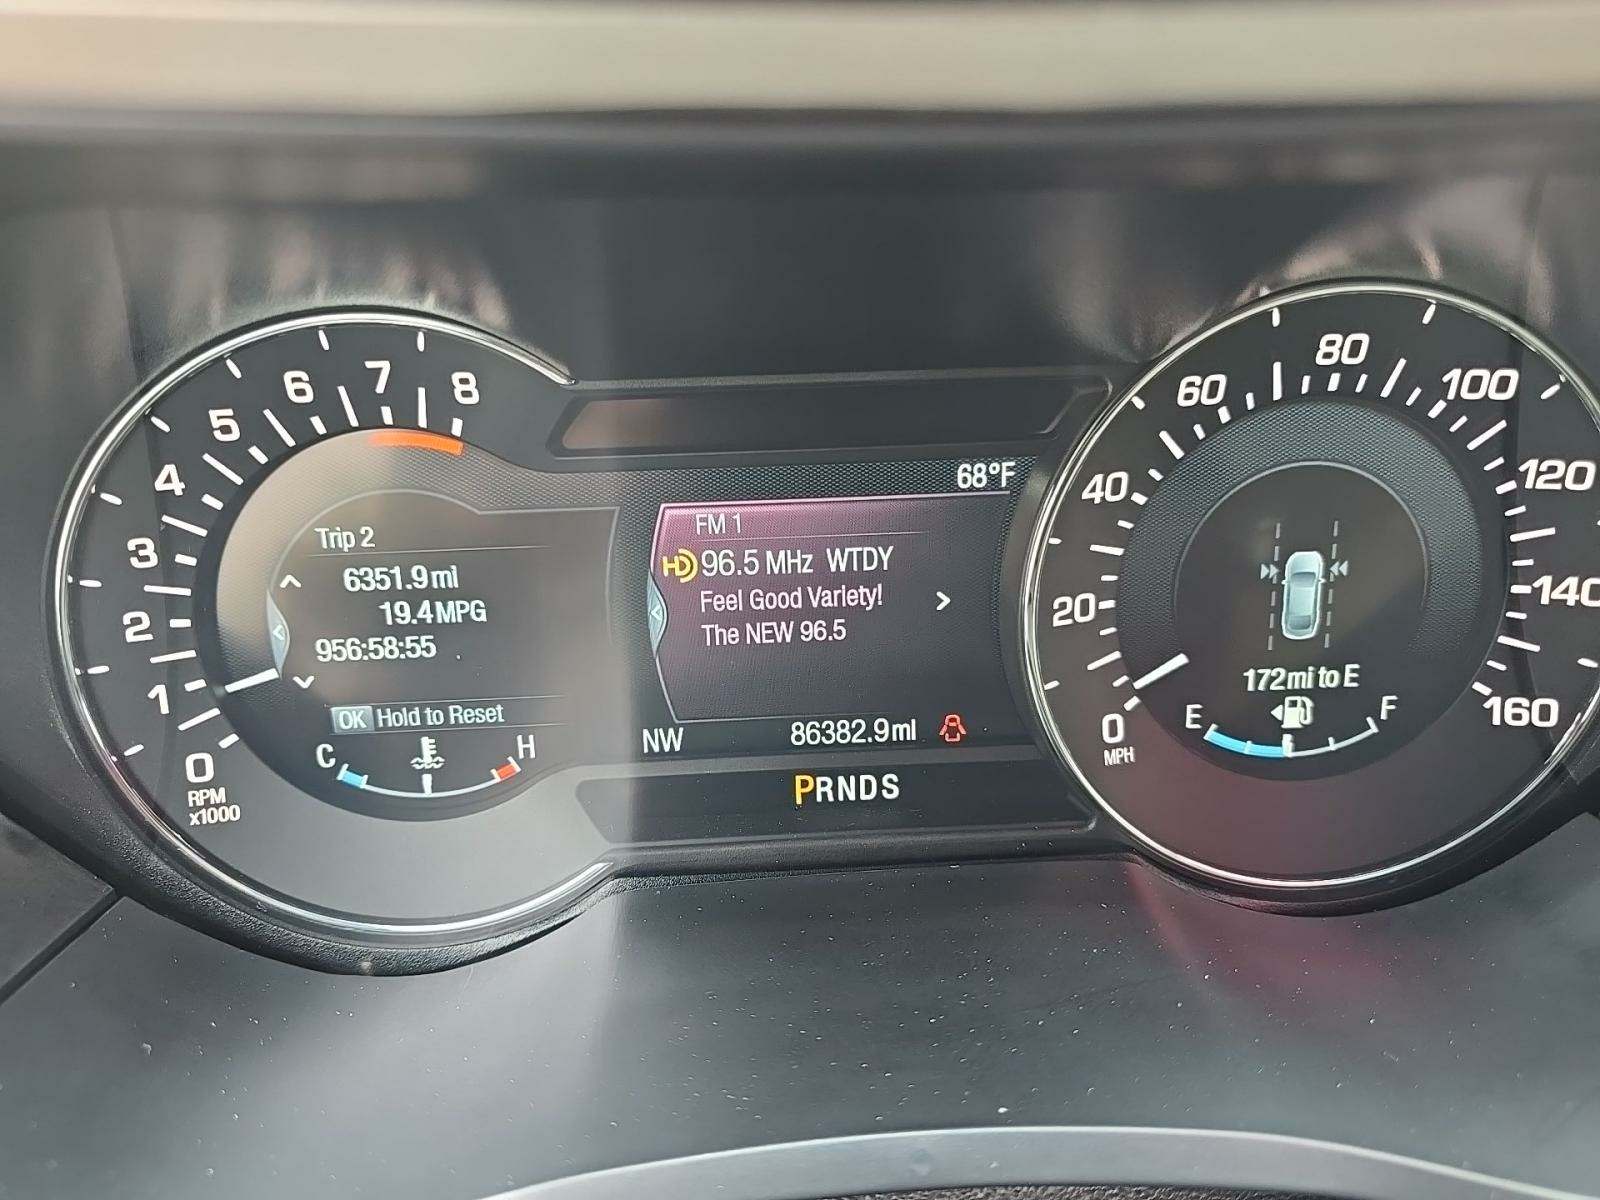 0
1
2
3
4
5
6
7
8
RPM
x1000
Trip 2
6351.9mi
19.4MPG
956:58:55
OK Hold to Reset
C H
68°F
FM 1
HD 96.5 MHz WTDY
Feel Good Variety!
The NEW 96.5
NW 86382.9mi
PRNDS
0
20
40
60
80
100
120
140
160
MPH
172mi to E
E F